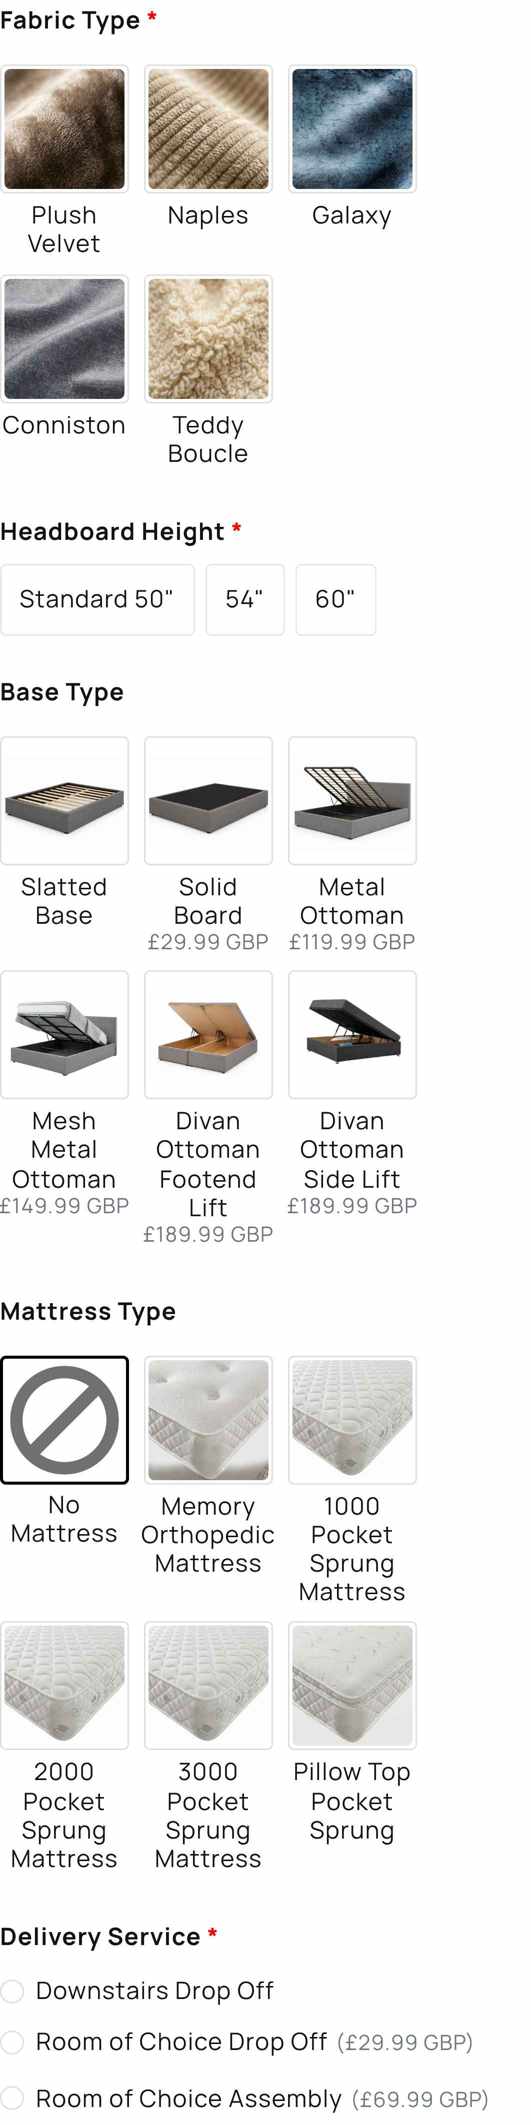 Fabric Type *
Plush
Velvet
Naples
Galaxy
Conniston
Teddy
Boucle
Headboard Height *
Standard 50"
54"
60"
Base Type
Slatted
Base
Solid
Board
£29.99 GBP
Metal
Ottoman
£119.99 GBP
Mesh
Metal
Ottoman
£149.99 GBP
Divan
Ottoman
Footend
Lift
£189.99 GBP
Divan
Ottoman
Side Lift
£189.99 GBP
Mattress Type
No
Mattress
Memory
Orthopedic
Mattress
1000
Pocket
Sprung
Mattress
2000
Pocket
Sprung
Mattress
3000
Pocket
Sprung
Mattress
Pillow Top
Pocket
Sprung
Delivery Service *
Downstairs Drop Off
Room of Choice Drop Off (£29.99 GBP)
Room of Choice Assembly (£69.99 GBP)